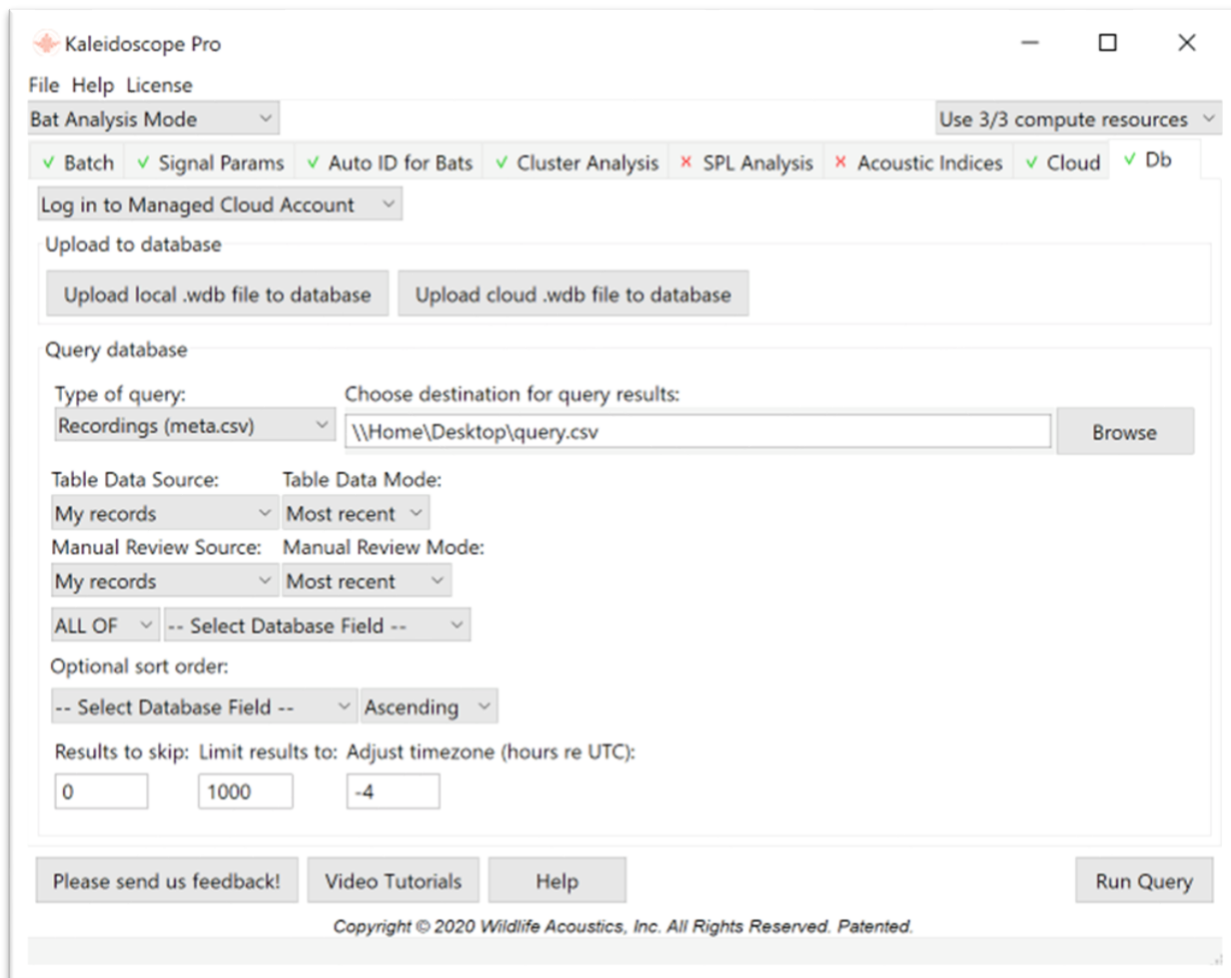 Kaleidoscope Pro
File Help License
Bat Analysis Mode Use 3/3 compute resources
Batch Signal Params Auto ID for Bats Cluster Analysis SPL Analysis Acoustic Indices Cloud Db
Log in to Managed Cloud Account
Upload to database
Upload local .wdb file to database Upload cloud .wdb file to database
Query database
Type of query: Choose destination for query results:
Recordings (meta.csv) \\Home\Desktop\query.csv Browse
Table Data Source: Table Data Mode:
My records Most recent
Manual Review Source: Manual Review Mode:
My records Most recent
ALL OF -- Select Database Field --
Optional sort order:
-- Select Database Field -- Ascending
Results to skip: Limit results to: Adjust timezone (hours re UTC):
0 1000 -4
Please send us feedback! Video Tutorials Help Run Query
Copyright © 2020 Wildlife Acoustics, Inc. All Rights Reserved. Patented.